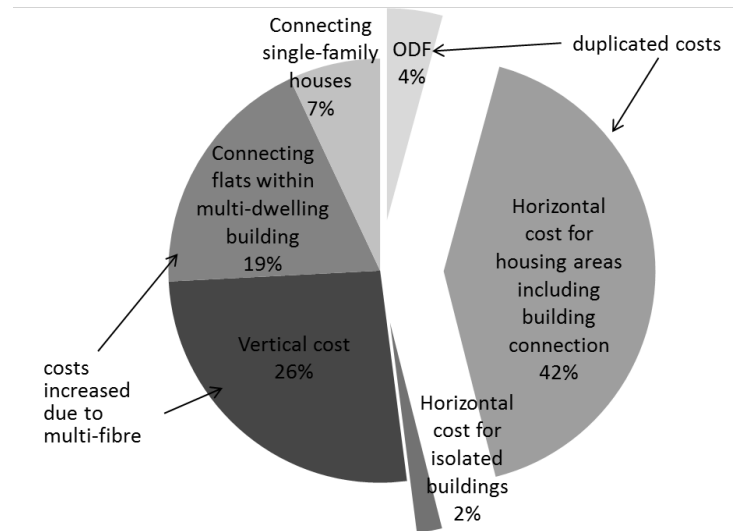 Connecting
single-family
houses
7%
ODF
4%
duplicated costs
Connecting
flats within
multi-dwelling
building
19%
Horizontal
cost for
housing areas
including
building
connection
42%
Vertical cost
26%
costs
increased
due to
multi-fibre
Horizontal
cost for
isolated
buildings
2%